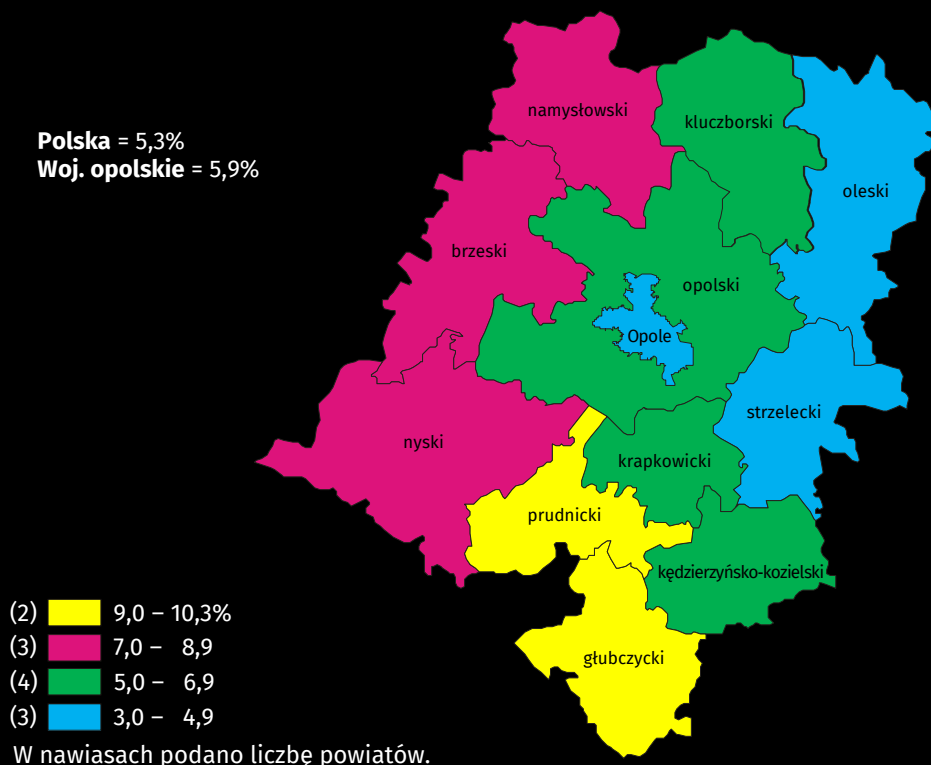 Polska = 5,3%
Woj. opolskie = 5,9%
namysłowski
kluczborski
oleski
brzeski
opolski
Opole
strzelecki
nyski
krapkowicki
prudnicki
kędzierzyńsko-kozielski
głubczycki
(2) 9,0 – 10,3%
(3) 7,0 – 8,9
(4) 5,0 – 6,9
(3) 3,0 – 4,9
W nawiasach podano liczbę powiatów.